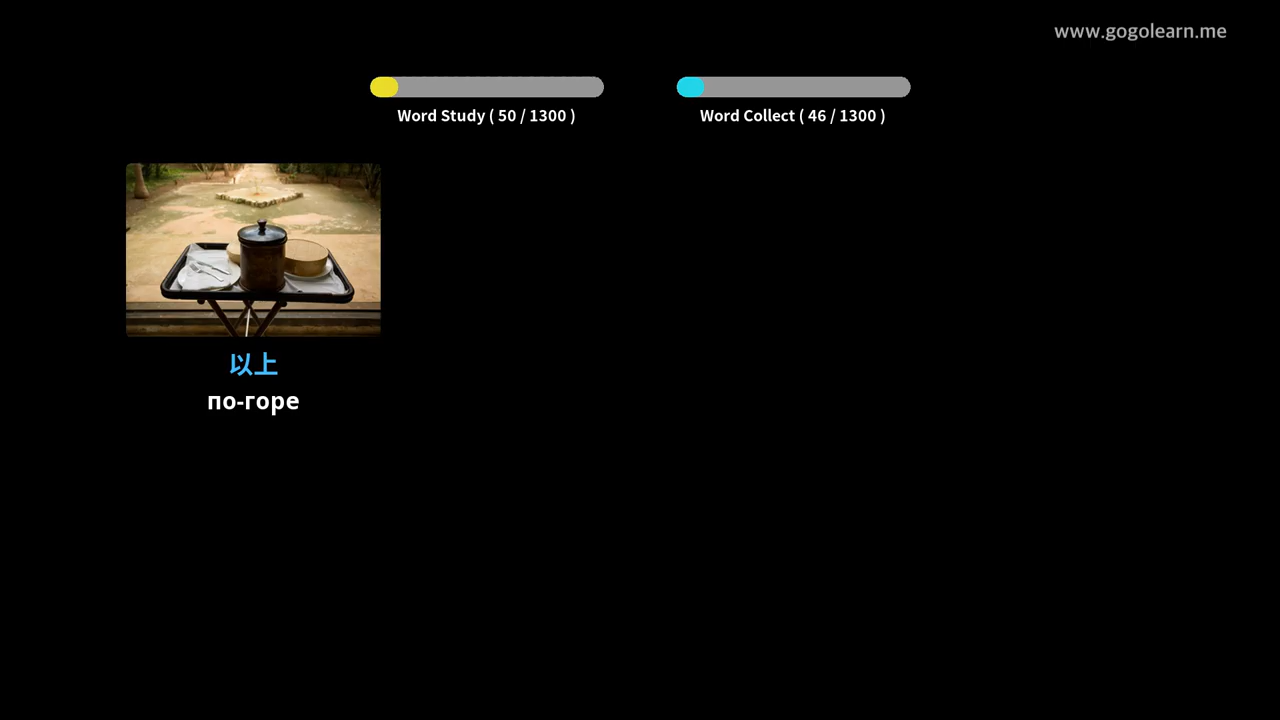 www.gogolearn.me
Word Study ( 50 / 1300 )
Word Collect ( 46 / 1300 )
以上
по-горе